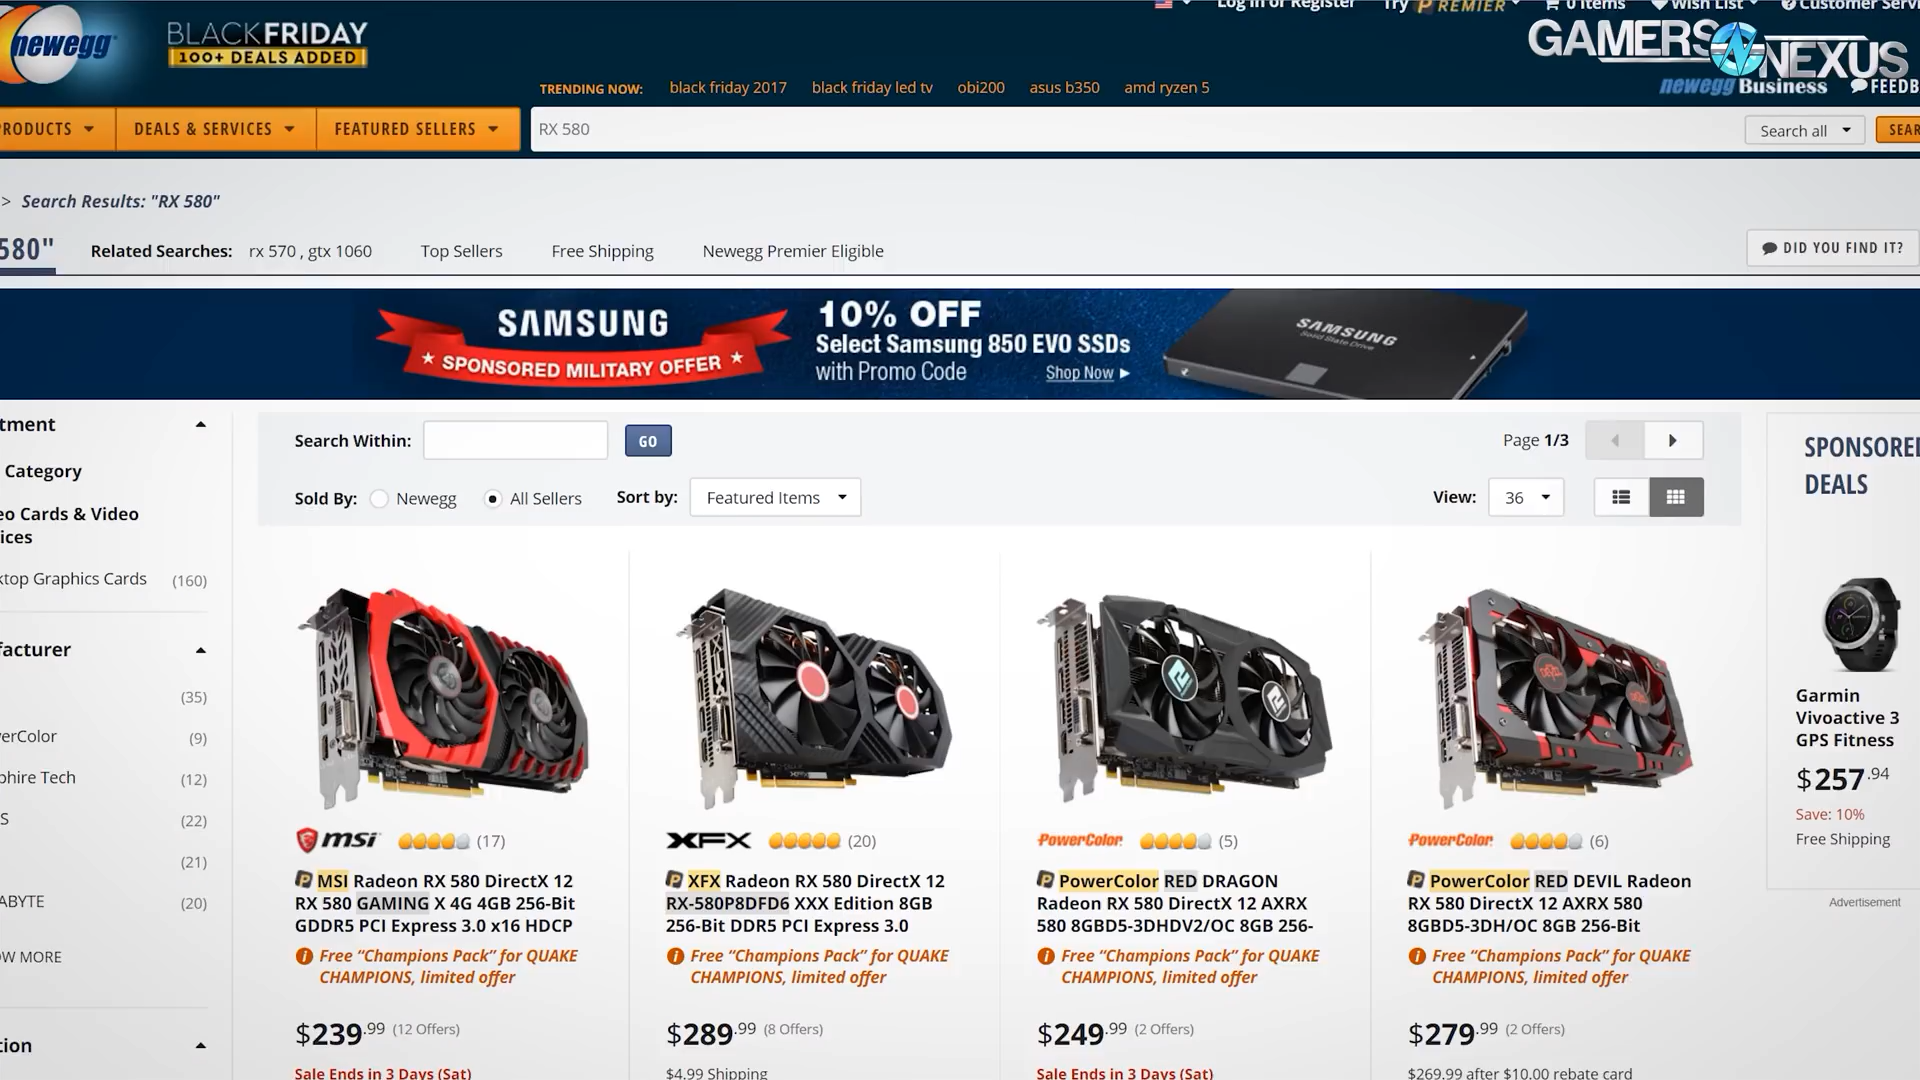 Log in or Register
Try PREMIER
0 Items
Wish List
Customer Servi
newegg
BLACK FRIDAY
100+ DEALS ADDED
GAMERS NEXUS
newegg Business
FEEDB
TRENDING NOW:
black friday 2017
black friday led tv
obi200
asus b350
amd ryzen 5
PRODUCTS
DEALS & SERVICES
FEATURED SELLERS
RX 580
Search all
SEAR
> Search Results: "RX 580"
580"
Related Searches: rx 570 , gtx 1060
Top Sellers
Free Shipping
Newegg Premier Eligible
DID YOU FIND IT?
SAMSUNG
SPONSORED MILITARY OFFER
10% OFF
Select Samsung 850 EVO SSDs
with Promo Code
Shop Now
SAMSUNG
Solid State Drive
tment
Category
eo Cards & Video
ices
ktop Graphics Cards (160)
facturer
(35)
verColor (9)
phire Tech (12)
S (22)
(21)
ABYTE (20)
OW MORE
tion
Search Within:
GO
Page 1/3
Sold By: Newegg All Sellers
Sort by: Featured Items
View: 36
msi (17)
MSI Radeon RX 580 DirectX 12
RX 580 GAMING X 4G 4GB 256-Bit
GDDR5 PCI Express 3.0 x16 HDCP
Free “Champions Pack” for QUAKE
CHAMPIONS, limited offer
$239.99 (12 Offers)
Sale Ends in 3 Days (Sat)
XFX (20)
XFX Radeon RX 580 DirectX 12
RX-580P8DFD6 XXX Edition 8GB
256-Bit DDR5 PCI Express 3.0
Free “Champions Pack” for QUAKE
CHAMPIONS, limited offer
$289.99 (8 Offers)
$4.99 Shipping
PowerColor (5)
PowerColor RED DRAGON
Radeon RX 580 DirectX 12 AXRX
580 8GBD5-3DHDV2/OC 8GB 256-
Free “Champions Pack” for QUAKE
CHAMPIONS, limited offer
$249.99 (2 Offers)
Sale Ends in 3 Days (Sat)
PowerColor (6)
PowerColor RED DEVIL Radeon
RX 580 DirectX 12 AXRX 580
8GBD5-3DH/OC 8GB 256-Bit
Free “Champions Pack” for QUAKE
CHAMPIONS, limited offer
$279.99 (2 Offers)
$269.99 after $10.00 rebate card
SPONSORED
DEALS
Garmin
Vivoactive 3
GPS Fitness
$257.94
Save: 10%
Free Shipping
Advertisement